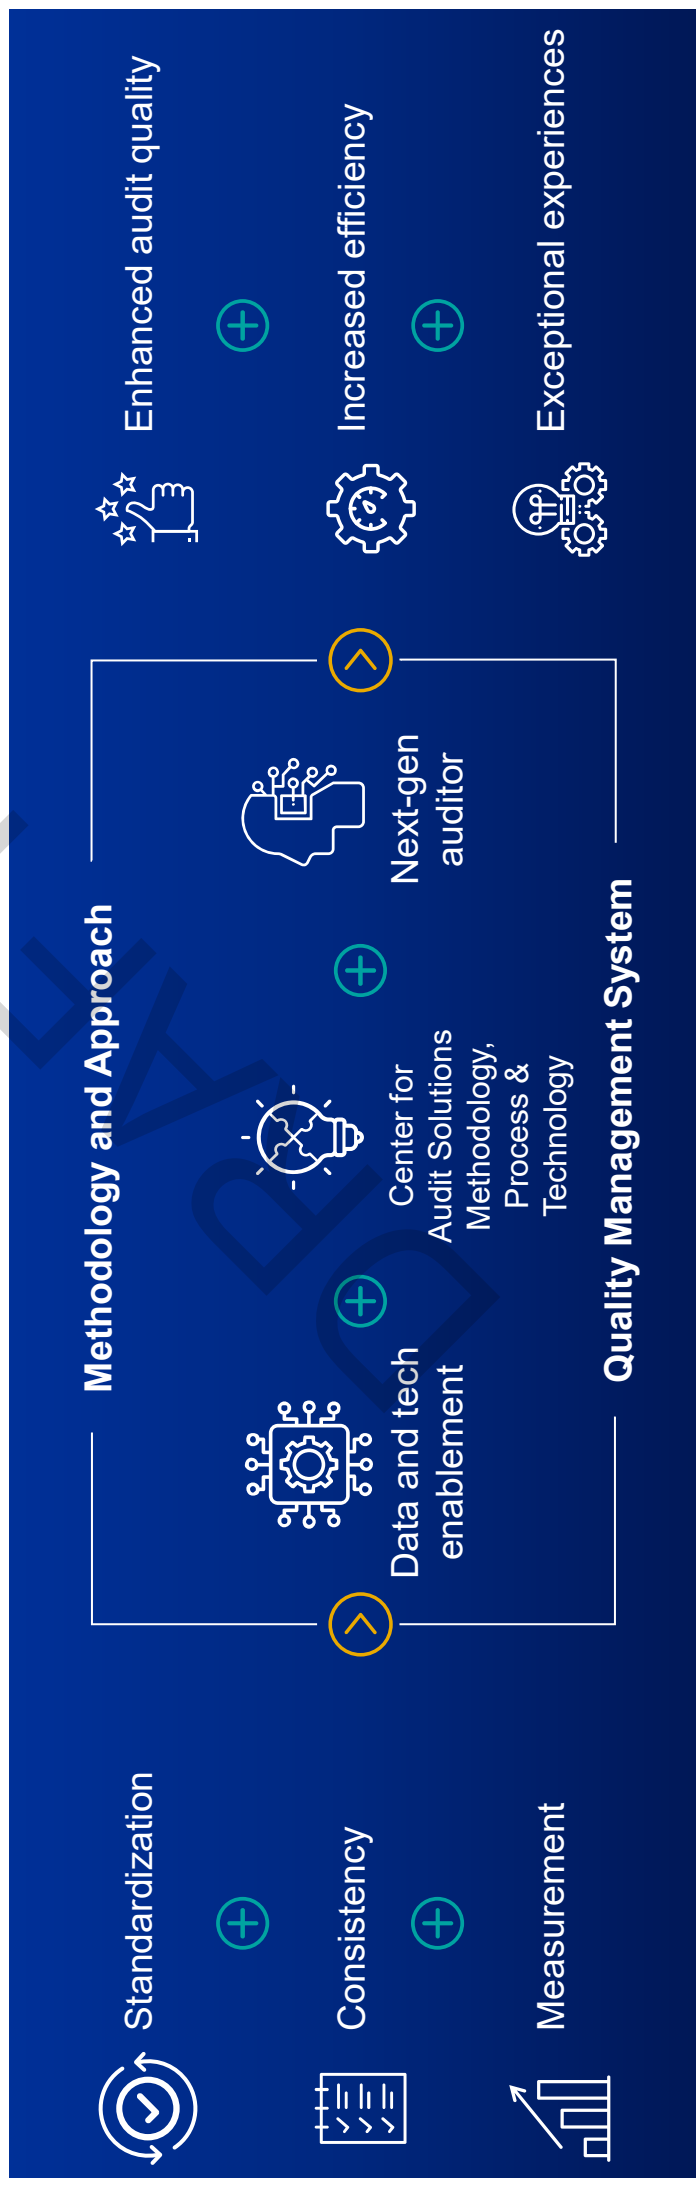 Standardization
Consistency
Measurement
Methodology and Approach
Data and tech
enablement
Center for
Audit Solutions
Methodology,
Process &
Technology
Next-gen
auditor
Quality Management System
Enhanced audit quality
Increased efficiency
Exceptional experiences
DRAFT